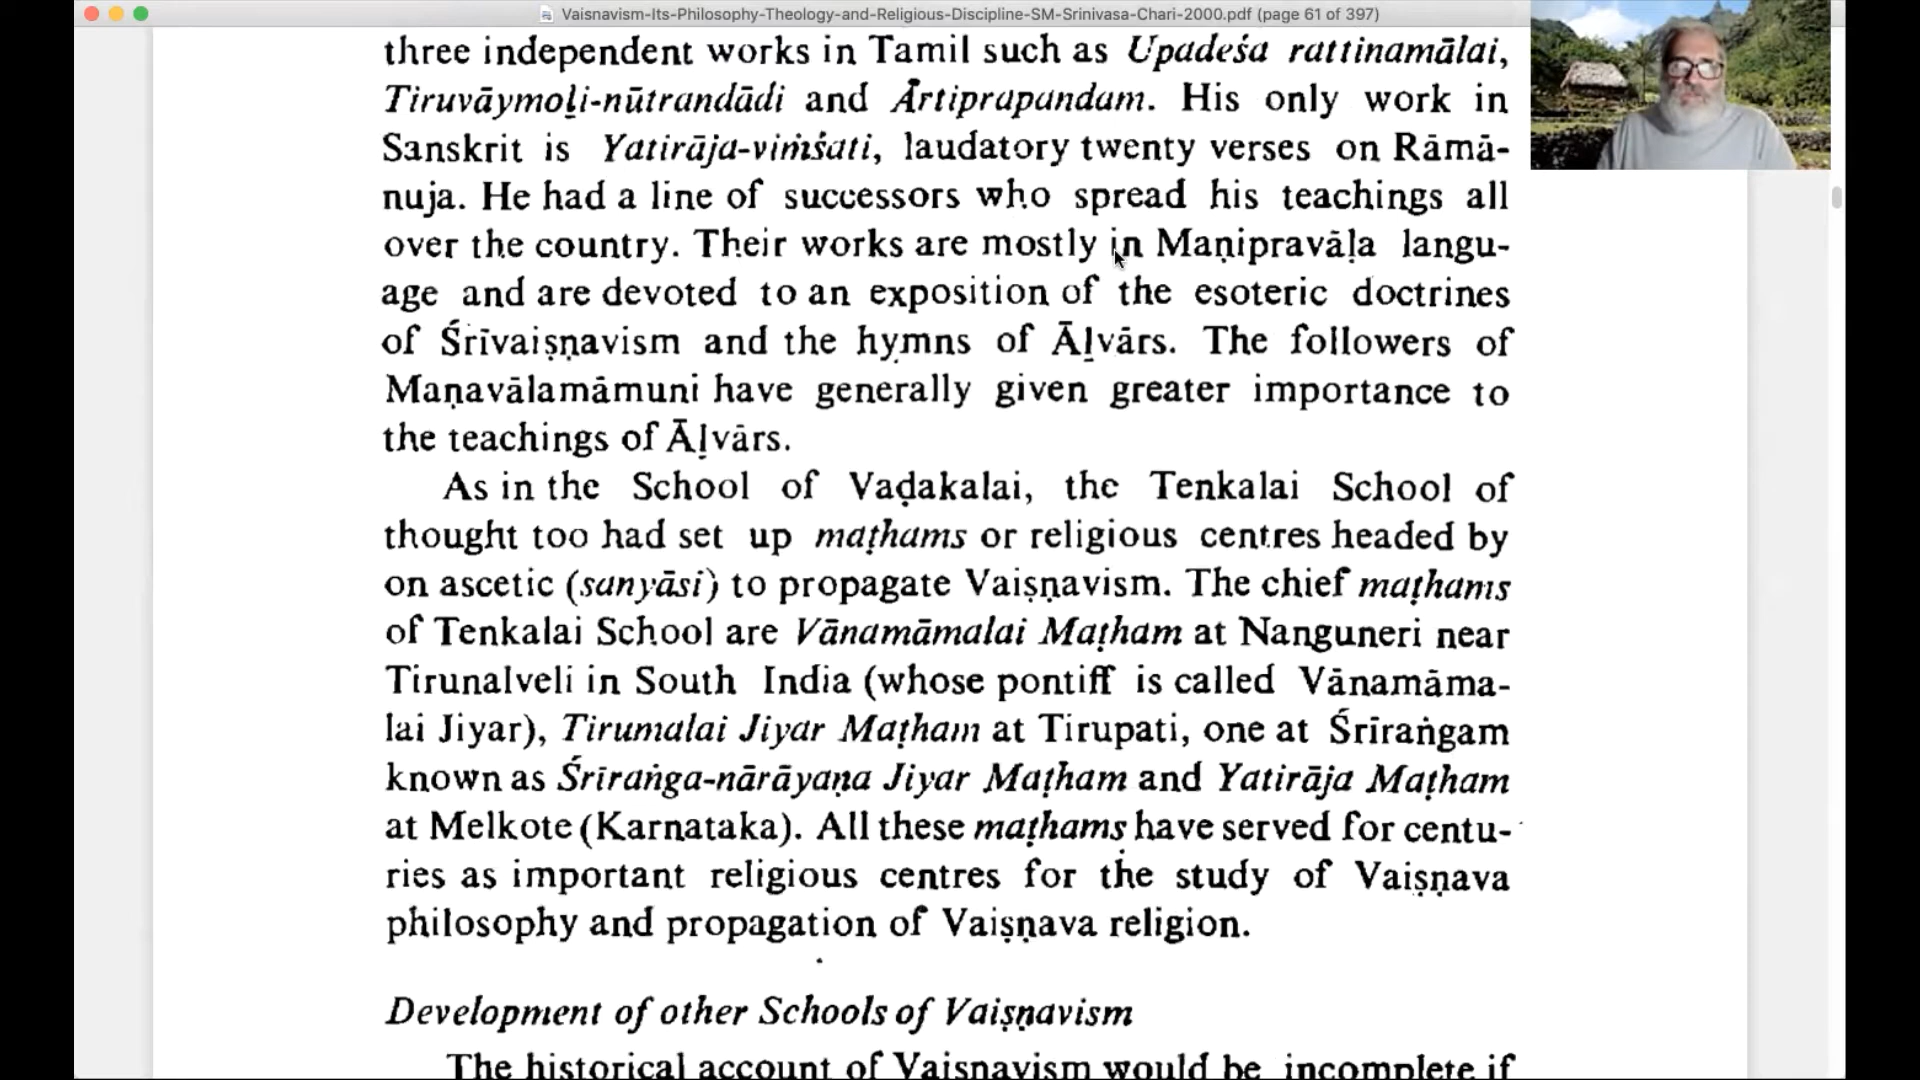 Vaisnavism-Its-Philosophy-Theology-and-Religious-Discipline-SM-Srinivasa-Chari-2000.pdf (page 61 of 397)
three independent works in Tamil such as Upadeśa rattinamālai,
Tiruvāymoḻi-nūtrandādi and Ārtiprapandam. His only work in
Sanskrit is Yatirāja-viṁśati, laudatory twenty verses on Rāmā-
nuja. He had a line of successors who spread his teachings all
over the country. Their works are mostly in Maṇipravāḷa langu-
age and are devoted to an exposition of the esoteric doctrines
of Śrīvaiṣṇavism and the hymns of Āḻvārs. The followers of
Maṇavālamāmuni have generally given greater importance to
the teachings of Āḻvārs.
As in the School of Vaḍakalai, the Tenkalai School of
thought too had set up maṭhams or religious centres headed by
on ascetic (sanyāsi) to propagate Vaiṣṇavism. The chief maṭhams
of Tenkalai School are Vānamāmalai Maṭham at Nanguneri near
Tirunalveli in South India (whose pontiff is called Vānamāma-
lai Jiyar), Tirumalai Jiyar Maṭham at Tirupati, one at Śrīraṅgam
known as Śrīraṅga-nārāyaṇa Jiyar Maṭham and Yatirāja Maṭham
at Melkote (Karnataka). All these maṭhams have served for centu-
ries as important religious centres for the study of Vaiṣṇava
philosophy and propagation of Vaiṣṇava religion.
Development of other Schools of Vaiṣṇavism
The historical account of Vaisnavism would be incomplete if